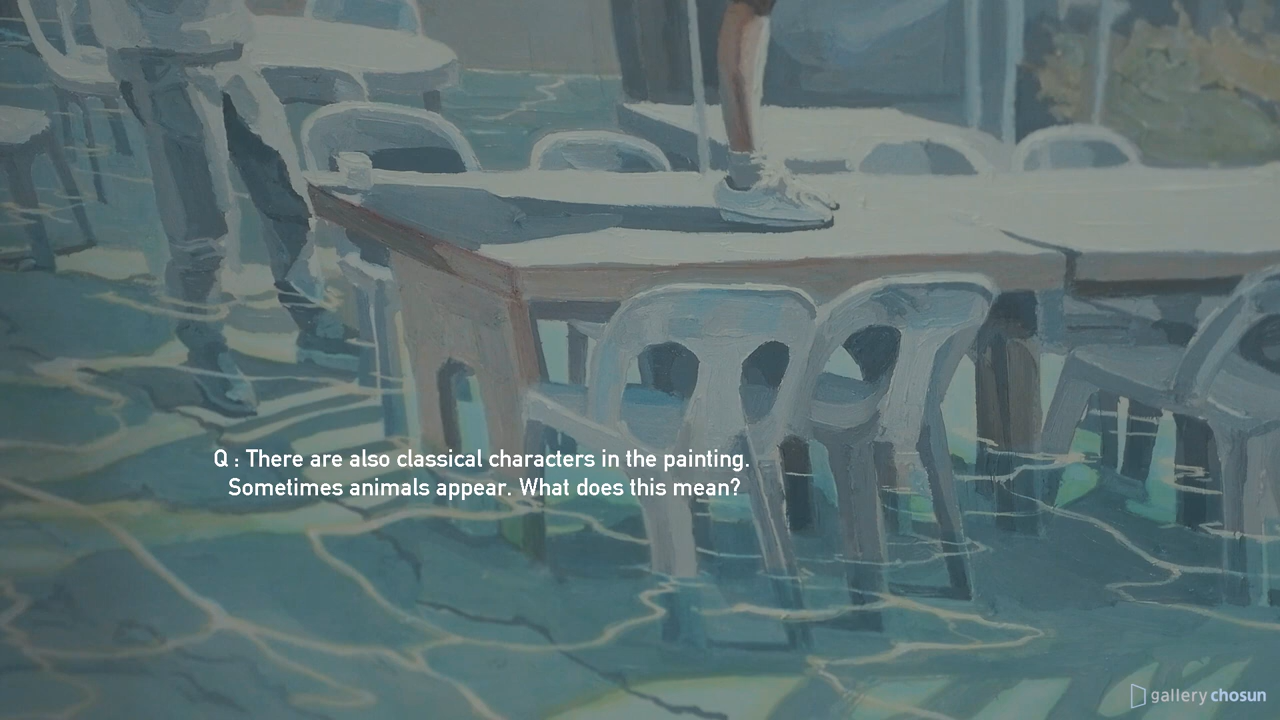 Q : There are also classical characters in the painting.
Sometimes animals appear. What does this mean?
gallery chosun